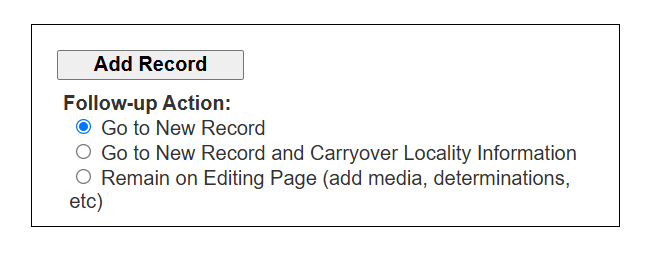 Add Record
Follow-up Action:
Go to New Record
Go to New Record and Carryover Locality Information
Remain on Editing Page (add media, determinations,
etc)